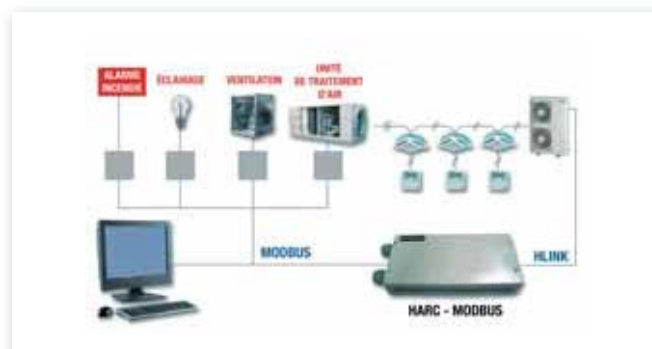 ALARME
INCENDIE
ÉCLAIRAGE
VENTILATION
UNITÉ
DE TRAITEMENT
D'AIR
MODBUS
HLINK
HARC - MODBUS